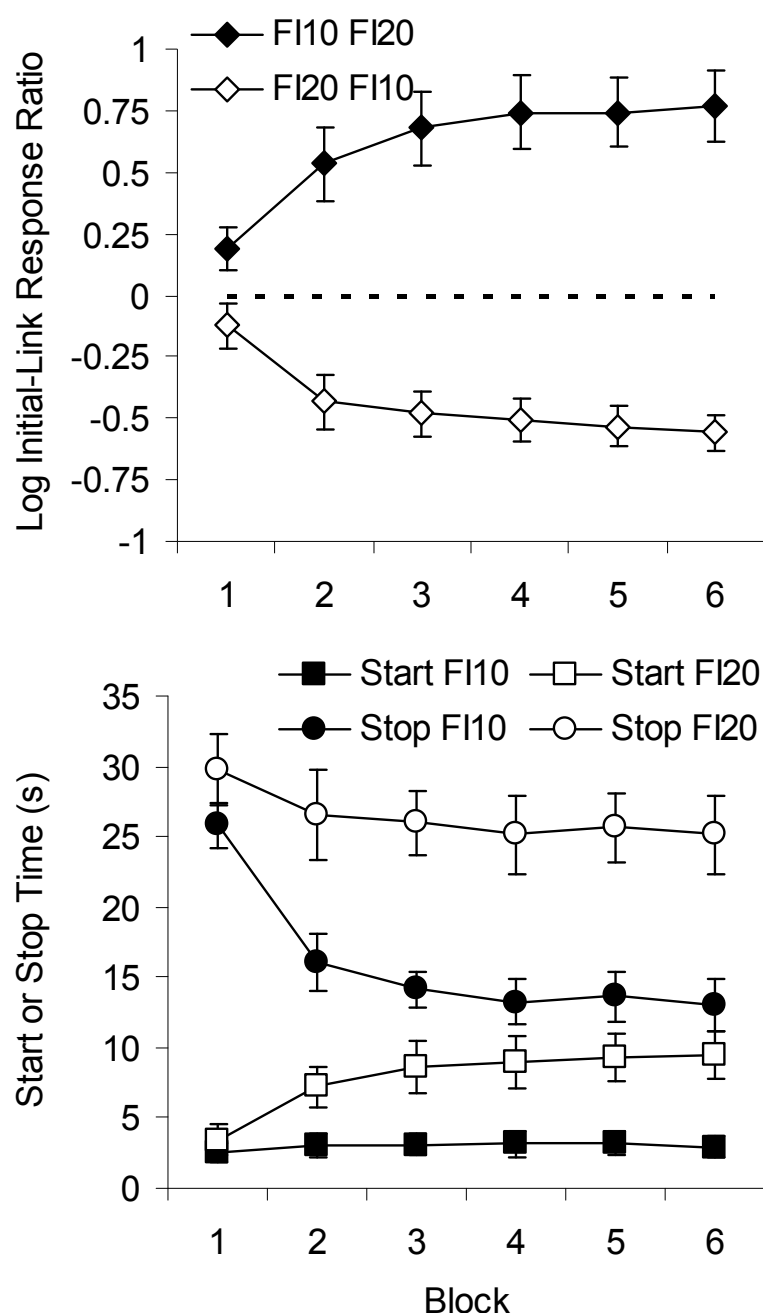 FI10 FI20
FI20 FI10
Log Initial-Link Response Ratio
1
0.75
0.5
0.25
0
-0.25
-0.5
-0.75
-1
1 2 3 4 5 6
Start FI10 Start FI20
Stop FI10 Stop FI20
Start or Stop Time (s)
35
30
25
20
15
10
5
0
1 2 3 4 5 6
Block